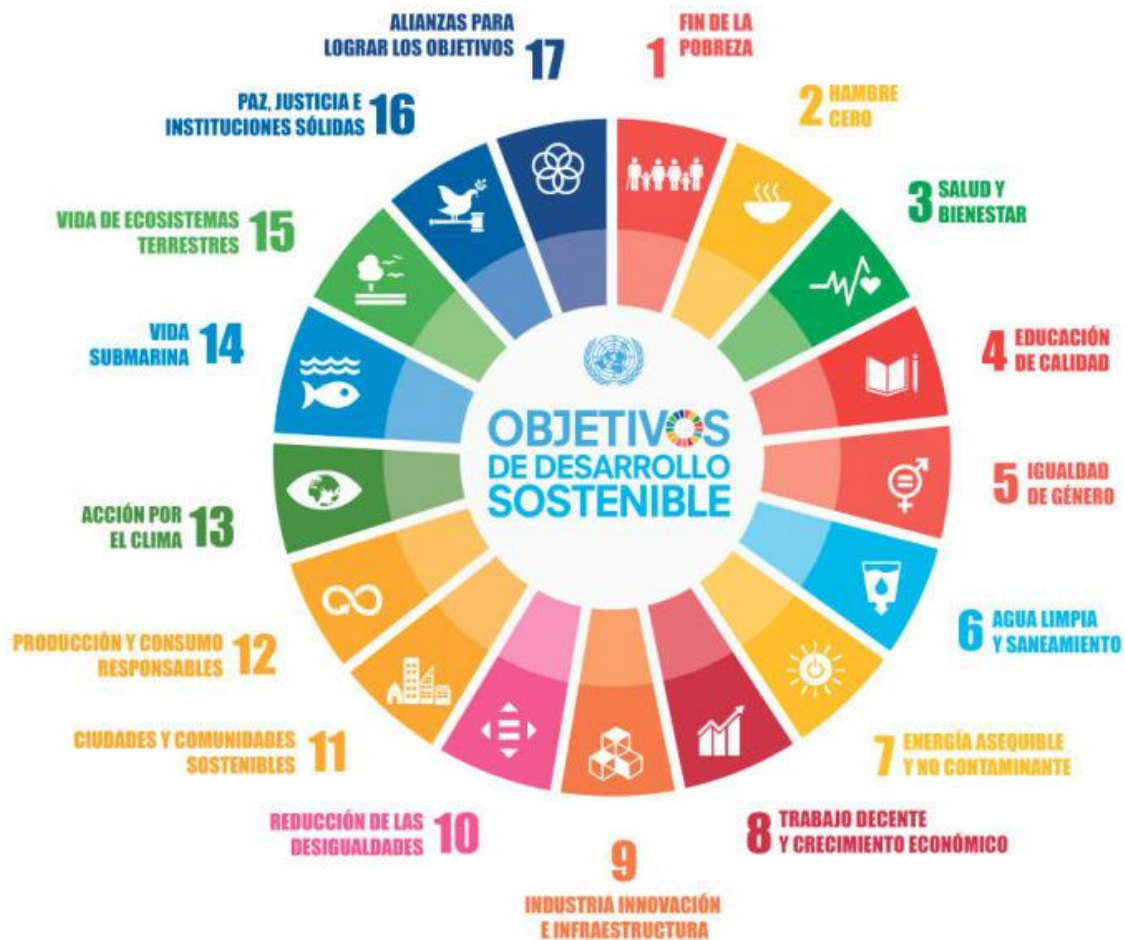 OBJETIVOS
DE DESARROLLO
SOSTENIBLE
1 FIN DE LA
POBREZA
2 HAMBRE
CERO
3 SALUD Y
BIENESTAR
4 EDUCACIÓN
DE CALIDAD
5 IGUALDAD
DE GÉNERO
6 AGUA LIMPIA
Y SANEAMIENTO
7 ENERGÍA ASEQUIBLE
Y NO CONTAMINANTE
8 TRABAJO DECENTE
Y CRECIMIENTO ECONÓMICO
9
INDUSTRIA INNOVACIÓN
E INFRAESTRUCTURA
REDUCCIÓN DE LAS
DESIGUALDADES 10
CIUDADES Y COMUNIDADES
SOSTENIBLES 11
PRODUCCIÓN Y CONSUMO
RESPONSABLES 12
ACCIÓN POR
EL CLIMA 13
VIDA
SUBMARINA 14
VIDA DE ECOSISTEMAS
TERRESTRES 15
PAZ, JUSTICIA E
INSTITUCIONES SÓLIDAS 16
ALIANZAS PARA
LOGRAR LOS OBJETIVOS 17